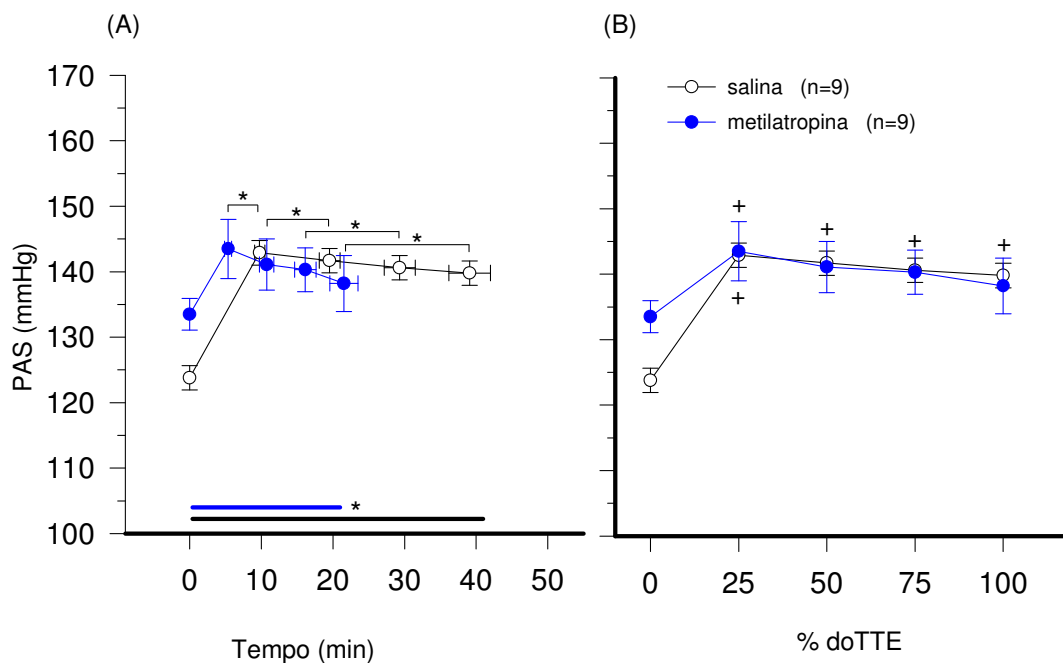 (A)
(B)
170
160
150
140
130
120
110
100
PAS (mmHg)
*
*
*
*
*
0 10 20 30 40 50
Tempo (min)
salina (n=9)
metilatropina (n=9)
+
+
+
+
+
0 25 50 75 100
% doTTE